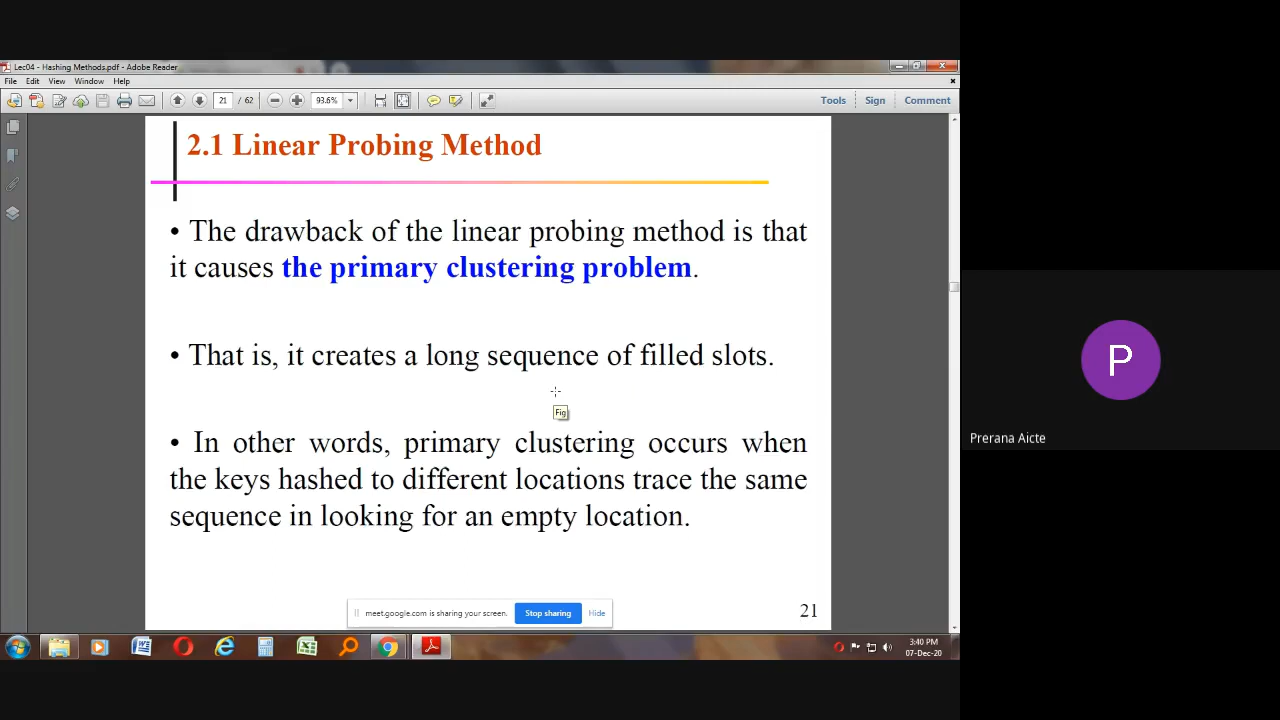 Lec04 - Hashing Methods.pdf - Adobe Reader
File Edit View Window Help
21 / 62 93.6% Tools Sign Comment
2.1 Linear Probing Method
• The drawback of the linear probing method is that
it causes the primary clustering problem.
• That is, it creates a long sequence of filled slots.
Fig
• In other words, primary clustering occurs when
the keys hashed to different locations trace the same
sequence in looking for an empty location.
P
Prerana Aicte
meet.google.com is sharing your screen. Stop sharing Hide
21
3:40 PM
07-Dec-20